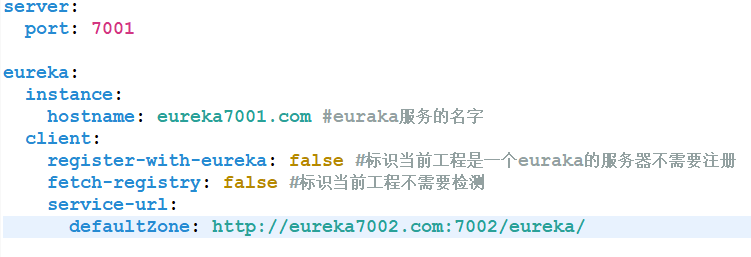 server:
  port: 7001
eureka:
  instance:
    hostname: eureka7001.com #euraka服务的名字
  client:
    register-with-eureka: false #标识当前工程是一个euraka的服务器不需要注册
    fetch-registry: false #标识当前工程不需要检测
    service-url:
      defaultZone: http://eureka7002.com:7002/eureka/